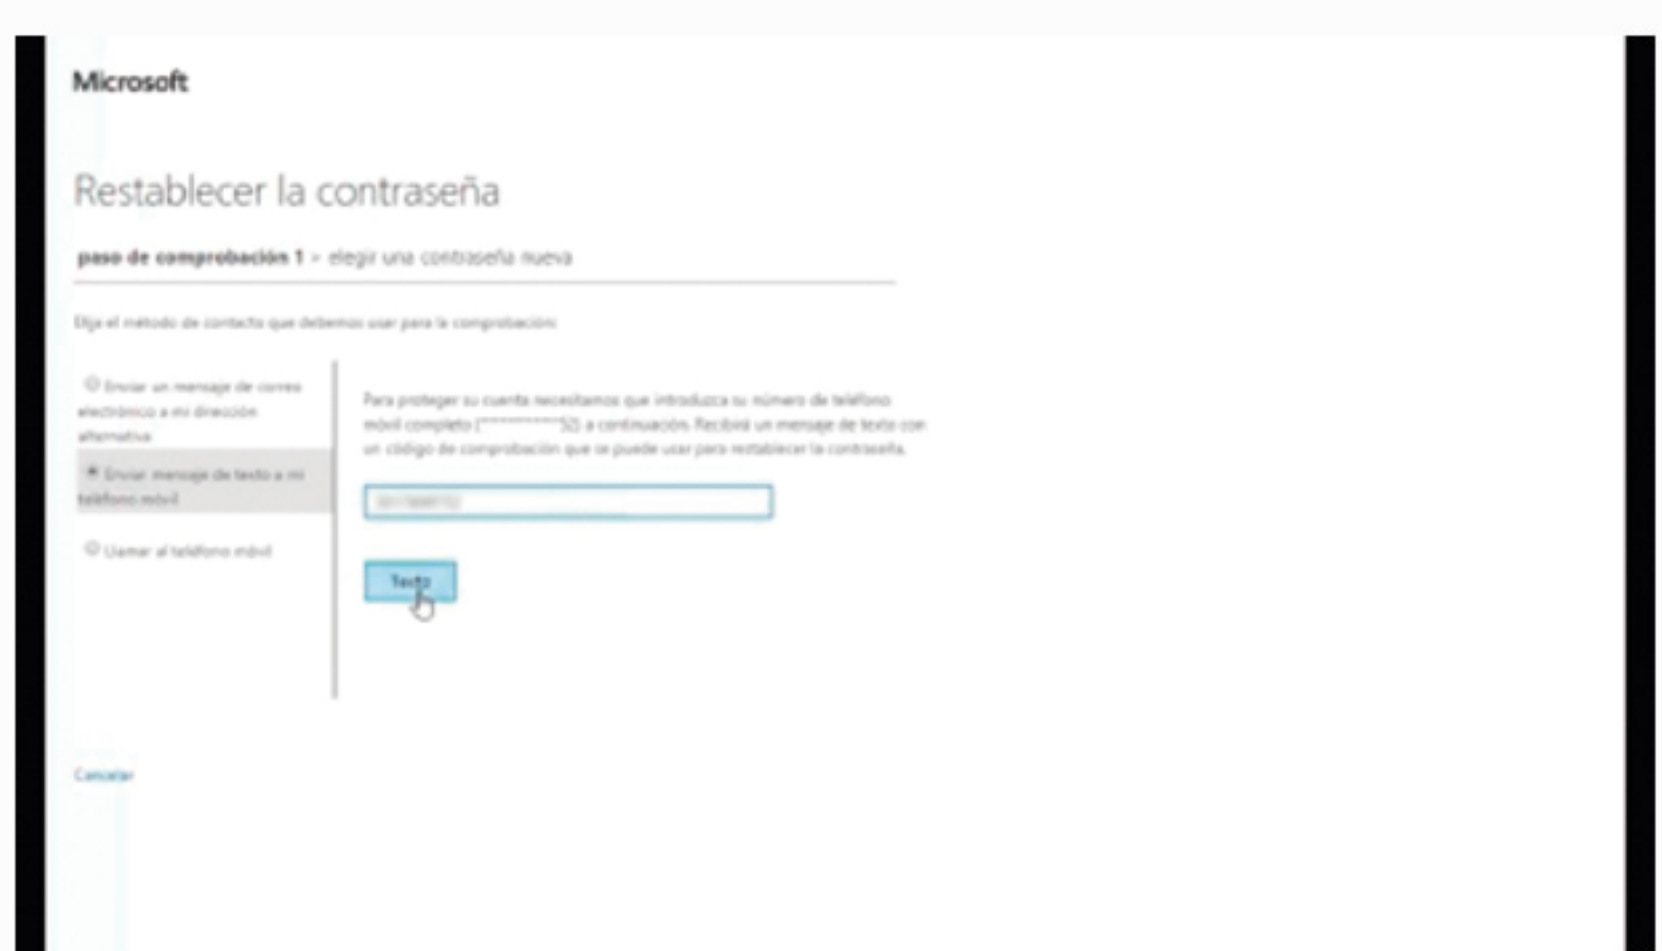 Microsoft
Restablecer la contraseña
paso de comprobación 1 > elegir una contraseña nueva
Elija el método de contacto que debemos usar para la comprobación:
Enviar un mensaje de correo
electrónico a mi dirección
alternativa
Enviar mensaje de texto a mi
teléfono móvil
Llamar al teléfono móvil
Para proteger su cuenta necesitamos que introduzca su número de teléfono
móvil completo (************52) a continuación. Recibirá un mensaje de texto con
un código de comprobación que se puede usar para restablecer la contraseña.
Texto
Cancelar